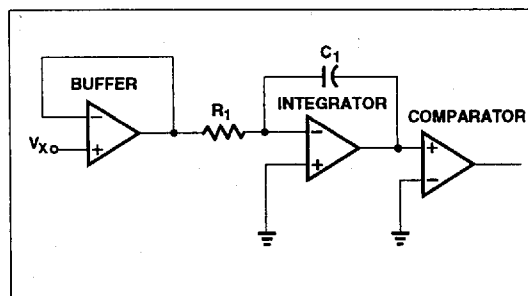 C1
BUFFER
INTEGRATOR
COMPARATOR
R1
−
+
−
+
+
−
VX